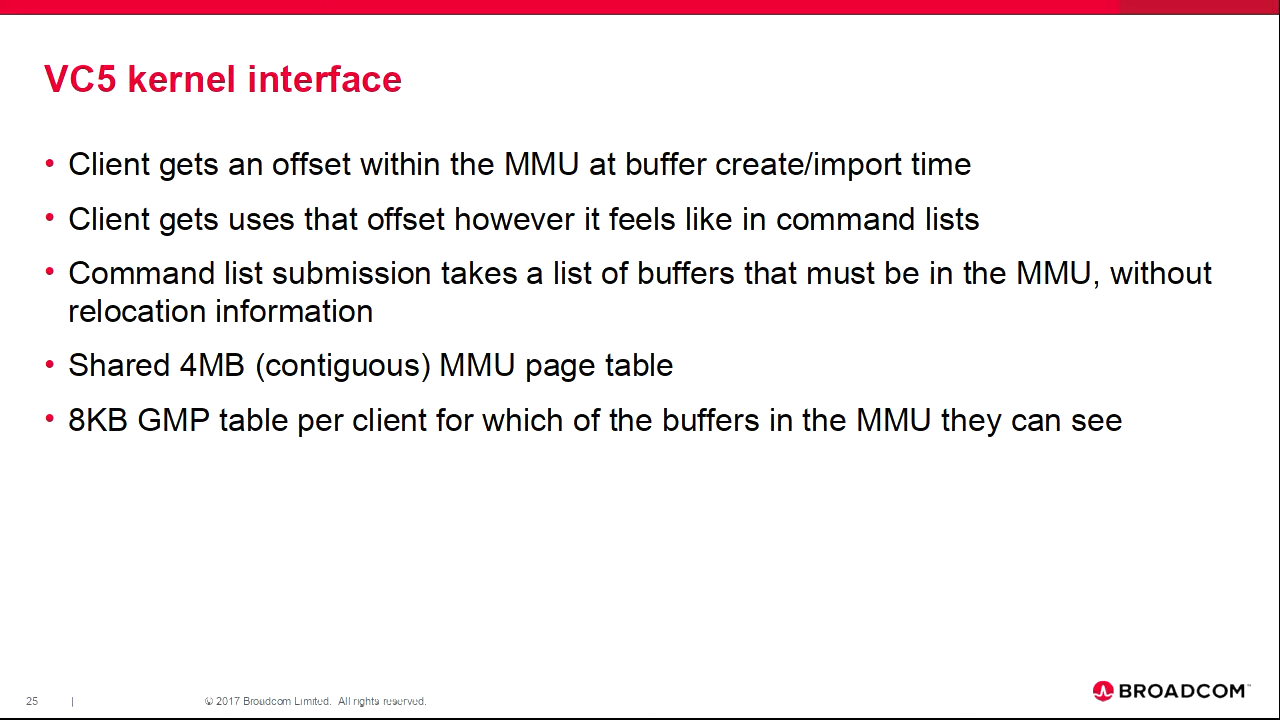 VC5 kernel interface
• Client gets an offset within the MMU at buffer create/import time
• Client gets uses that offset however it feels like in command lists
• Command list submission takes a list of buffers that must be in the MMU, without
relocation information
• Shared 4MB (contiguous) MMU page table
• 8KB GMP table per client for which of the buffers in the MMU they can see
25 | © 2017 Broadcom Limited. All rights reserved.
BROADCOM™